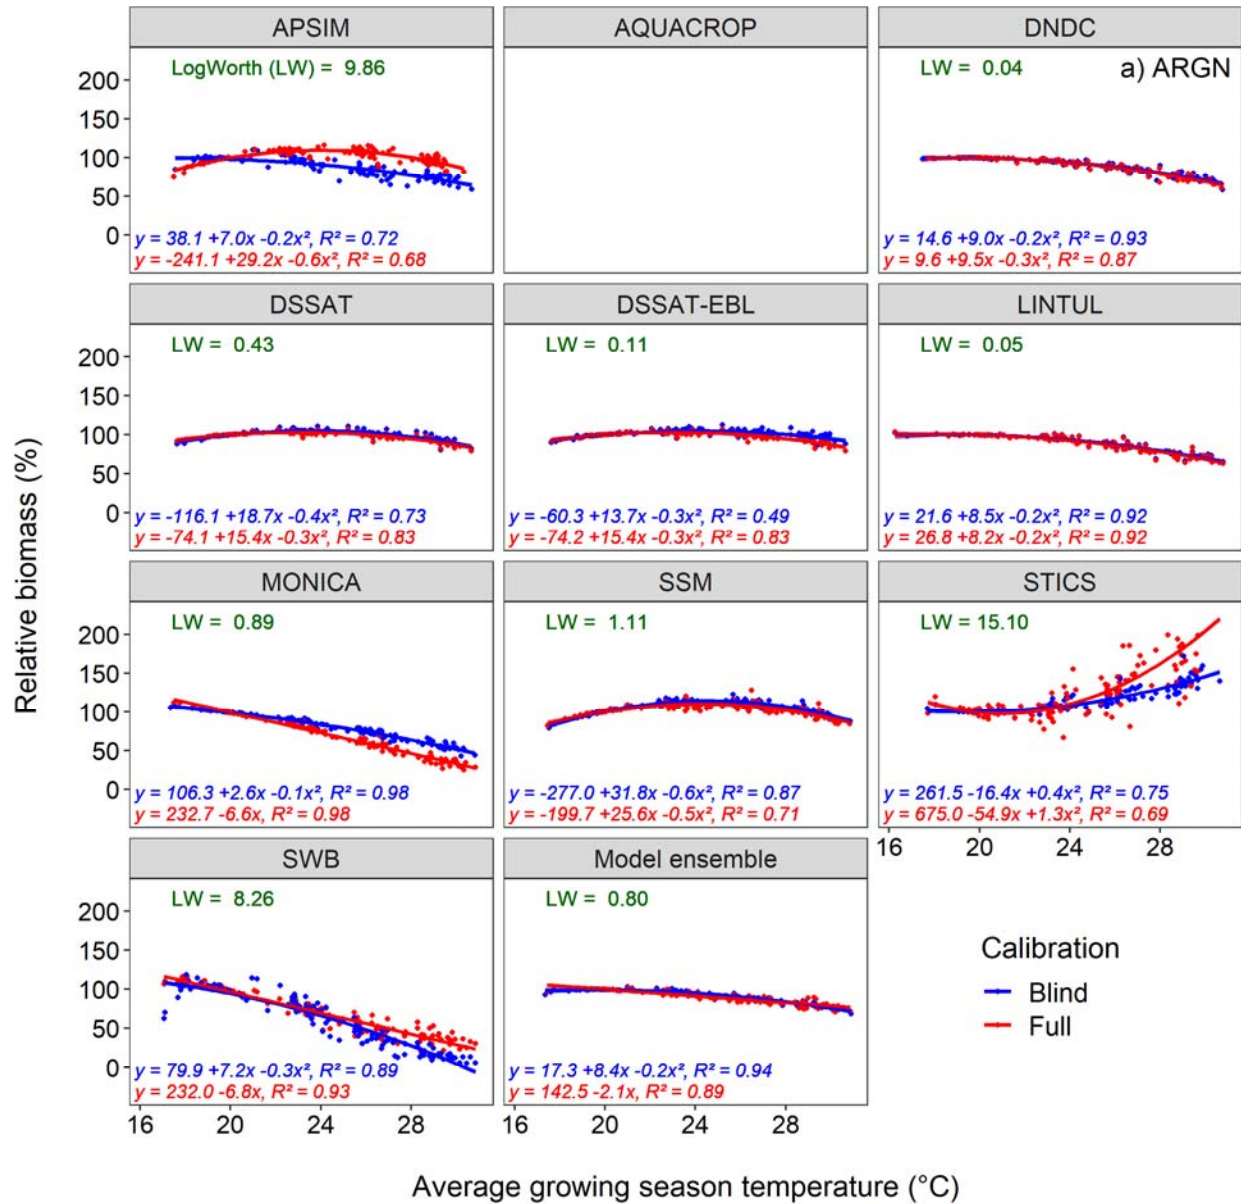 APSIM
AQUACROP
DNDC
LogWorth (LW) = 9.86
LW = 0.04
a) ARGN
200
150
100
50
0
y = 38.1 +7.0x -0.2x², R² = 0.72
y = -241.1 +29.2x -0.6x², R² = 0.68
y = 14.6 +9.0x -0.2x², R² = 0.93
y = 9.6 +9.5x -0.3x², R² = 0.87
DSSAT
DSSAT-EBL
LINTUL
LW = 0.43
LW = 0.11
LW = 0.05
200
150
100
50
0
y = -116.1 +18.7x -0.4x², R² = 0.73
y = -74.1 +15.4x -0.3x², R² = 0.83
y = -60.3 +13.7x -0.3x², R² = 0.49
y = -74.2 +15.4x -0.3x², R² = 0.83
y = 21.6 +8.5x -0.2x², R² = 0.92
y = 26.8 +8.2x -0.2x², R² = 0.92
Relative biomass (%)
MONICA
SSM
STICS
LW = 0.89
LW = 1.11
LW = 15.10
200
150
100
50
0
y = 106.3 +2.6x -0.1x², R² = 0.98
y = 232.7 -6.6x, R² = 0.98
y = -277.0 +31.8x -0.6x², R² = 0.87
y = -199.7 +25.6x -0.5x², R² = 0.71
y = 261.5 -16.4x +0.4x², R² = 0.75
y = 675.0 -54.9x +1.3x², R² = 0.69
16 20 24 28
SWB
Model ensemble
LW = 8.26
LW = 0.80
200
150
100
50
0
y = 79.9 +7.2x -0.3x², R² = 0.89
y = 232.0 -6.8x, R² = 0.93
y = 17.3 +8.4x -0.2x², R² = 0.94
y = 142.5 -2.1x, R² = 0.89
16 20 24 28
16 20 24 28
Calibration
Blind
Full
Average growing season temperature (°C)